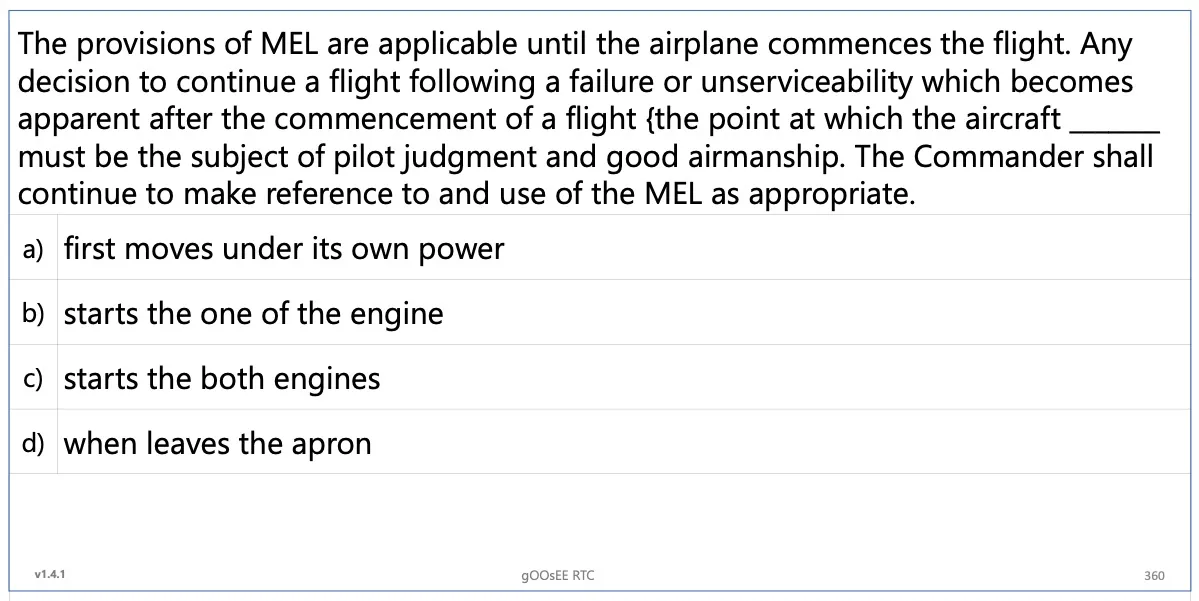 The provisions of MEL are applicable until the airplane commences the flight. Any
decision to continue a flight following a failure or unserviceability which becomes
apparent after the commencement of a flight {the point at which the aircraft _______
must be the subject of pilot judgment and good airmanship. The Commander shall
continue to make reference to and use of the MEL as appropriate.
a) first moves under its own power
b) starts the one of the engine
c) starts the both engines
d) when leaves the apron
v1.4.1 gOOsEE RTC 360